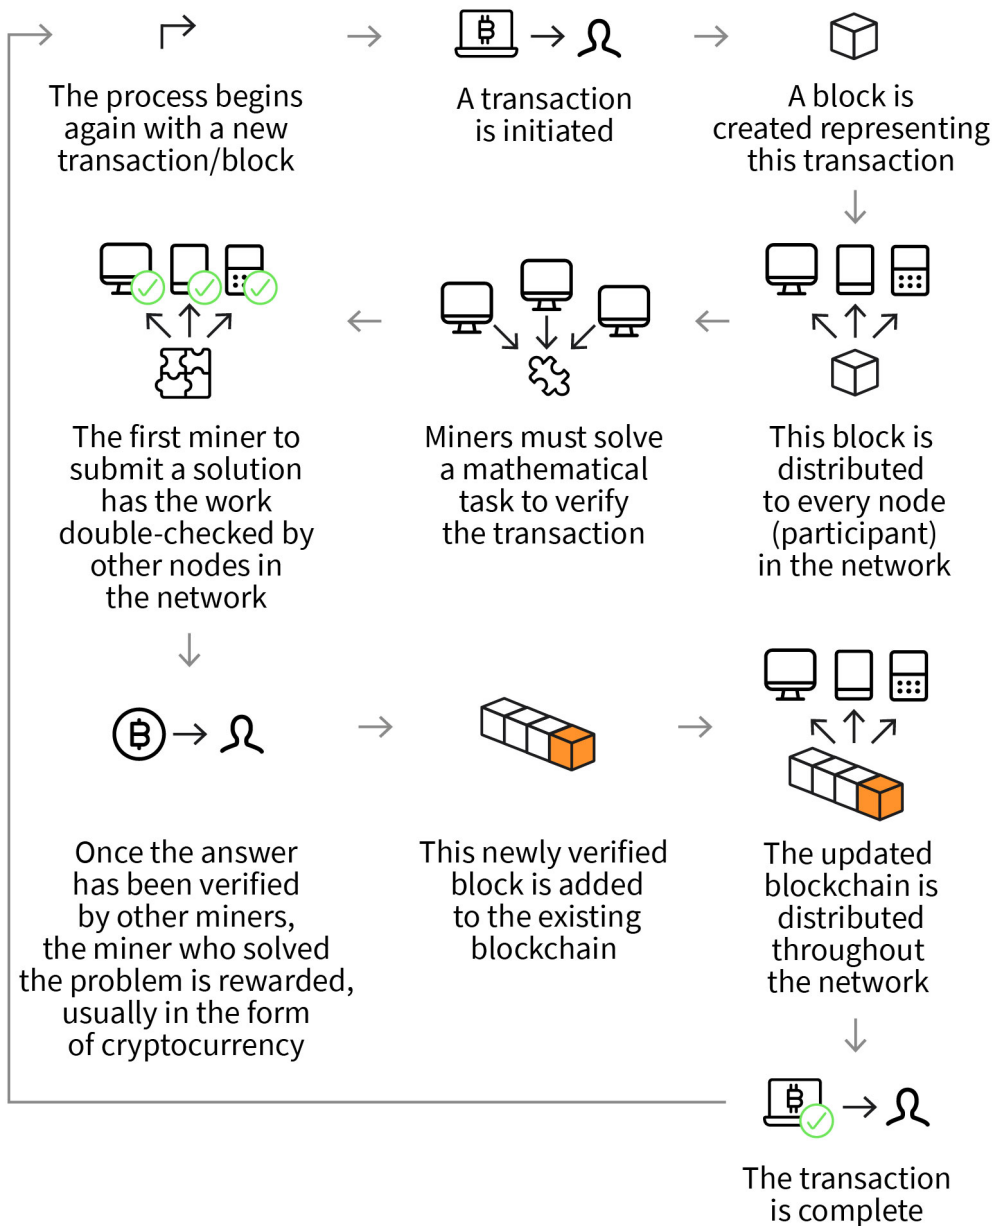 The process begins
again with a new
transaction/block
A transaction
is initiated
A block is
created representing
this transaction
This block is
distributed
to every node
(participant)
in the network
Miners must solve
a mathematical
task to verify
the transaction
The first miner to
submit a solution
has the work
double-checked by
other nodes in
the network
Once the answer
has been verified
by other miners,
the miner who solved
the problem is rewarded,
usually in the form
of cryptocurrency
This newly verified
block is added
to the existing
blockchain
The updated
blockchain is
distributed
throughout
the network
The transaction
is complete